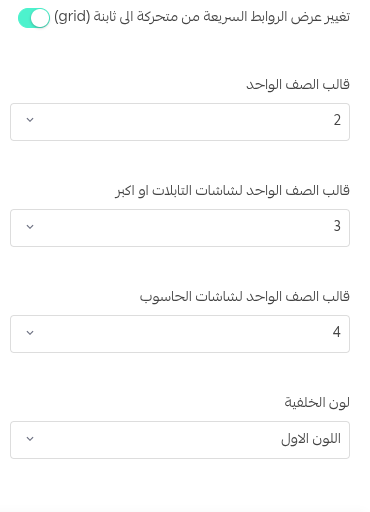 تغيير عرض الروابط السريعة من متحركة الى ثابتة (grid)
قالب الصف الواحد
2
قالب الصف الواحد لشاشات التابلات او اكبر
3
قالب الصف الواحد لشاشات الحاسوب
4
لون الخلفية
اللون الاول